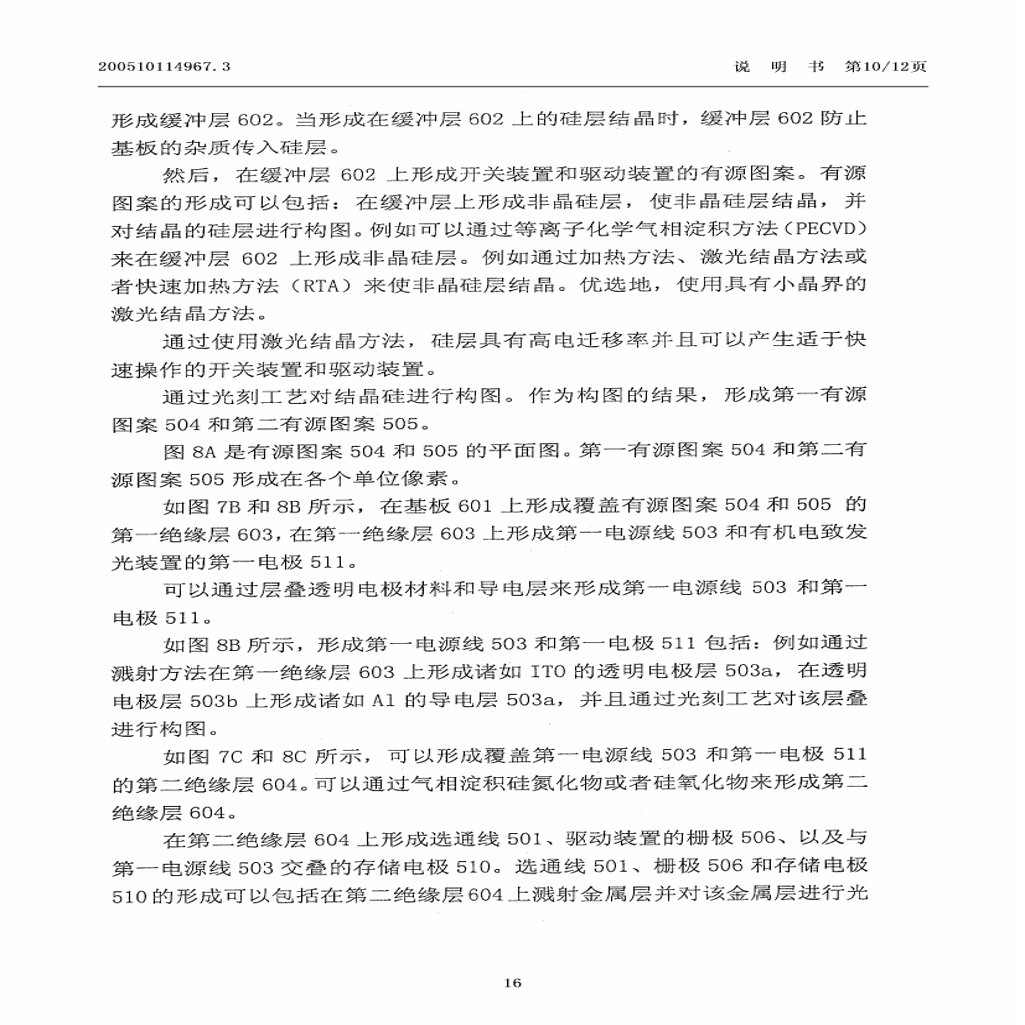 200510114967.3 说 明 书 第10/12页
形成缓冲层 602。当形成在缓冲层 602 上的硅层结晶时，缓冲层 602 防止
基板的杂质传入硅层。
然后，在缓冲层 602 上形成开关装置和驱动装置的有源图案。有源
图案的形成可以包括：在缓冲层上形成非晶硅层，使非晶硅层结晶，并
对结晶的硅层进行构图。例如可以通过等离子化学气相淀积方法（PECVD）
来在缓冲层 602 上形成非晶硅层。例如通过加热方法、激光结晶方法或
者快速加热方法（RTA）来使非晶硅层结晶。优选地，使用具有小晶界的
激光结晶方法。
通过使用激光结晶方法，硅层具有高电迁移率并且可以产生适于快
速操作的开关装置和驱动装置。
通过光刻工艺对结晶硅进行构图。作为构图的结果，形成第一有源
图案 504 和第二有源图案 505。
图 8A 是有源图案 504 和 505 的平面图。第一有源图案 504 和第二有
源图案 505 形成在各个单位像素。
如图 7B 和 8B 所示，在基板 601 上形成覆盖有源图案 504 和 505 的
第一绝缘层 603，在第一绝缘层 603 上形成第一电源线 503 和有机电致发
光装置的第一电极 511。
可以通过层叠透明电极材料和导电层来形成第一电源线 503 和第一
电极 511。
如图 8B 所示，形成第一电源线 503 和第一电极 511 包括：例如通过
溅射方法在第一绝缘层 603 上形成诸如 ITO 的透明电极层 503a，在透明
电极层 503b 上形成诸如 Al 的导电层 503a，并且通过光刻工艺对该层叠
进行构图。
如图 7C 和 8C 所示，可以形成覆盖第一电源线 503 和第一电极 511
的第二绝缘层 604。可以通过气相淀积硅氮化物或者硅氧化物来形成第二
绝缘层 604。
在第二绝缘层 604 上形成选通线 501、驱动装置的栅极 506、以及与
第一电源线 503 交叠的存储电极 510。选通线 501、栅极 506 和存储电极
510 的形成可以包括在第二绝缘层 604 上溅射金属层并对该金属层进行光
16